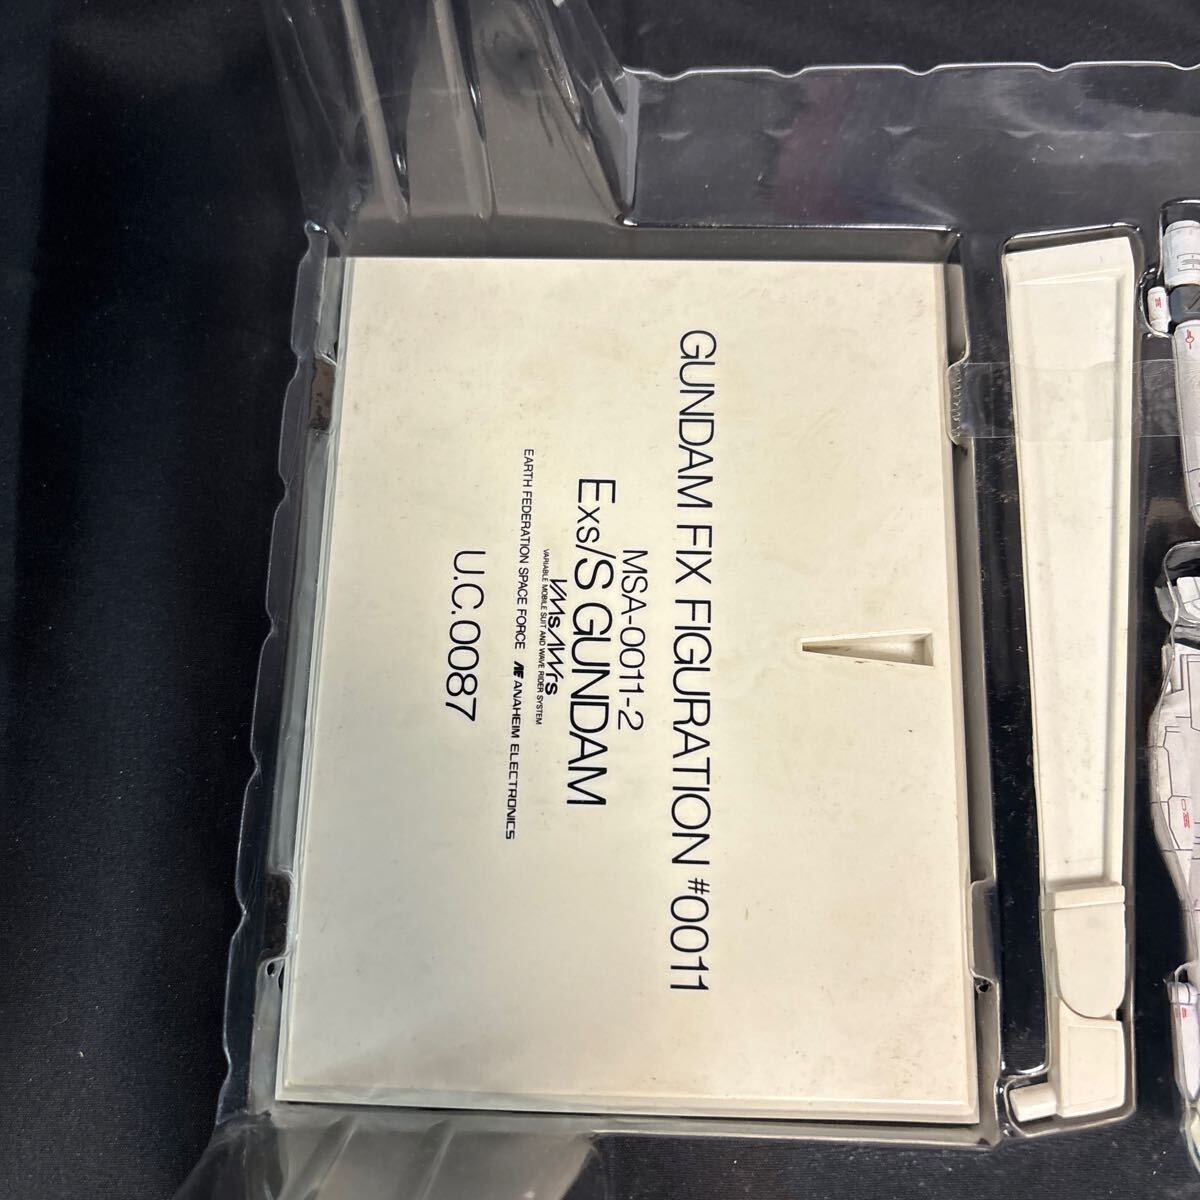 GUNDAM FIX FIGURATION #0011
MSA-0011-2
EXS/S GUNDAM
VMsAWrs
VARIABLE MOBILE SUIT AND WAVE RIDER SYSTEM
EARTH FEDERATION SPACE FORCE AE ANAHEIM ELECTRONICS
U.C.0087